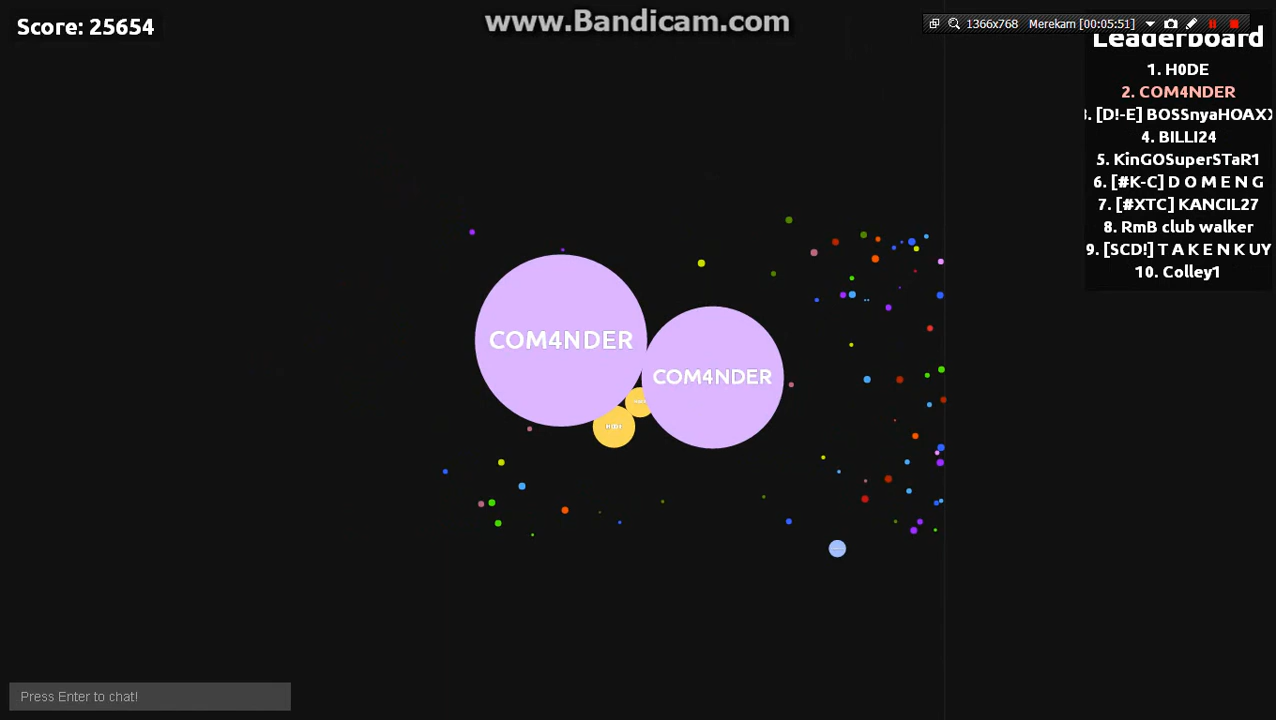 Score: 25654
www.Bandicam.com
1366x768 Merekam [00:05:51]
Leaderboard
1. H0DE
2. COM4NDER
3. [D!-E] BOSSnyaHOAX
4. BILLI24
5. KinGOSuperSTaR1
6. [#K-C] D O M E N G
7. [#XTC] KANCIL27
8. RmB club walker
9. [SCD!] T A K E N K U Y
10. Colley1
COM4NDER
COM4NDER
H0DE
Press Enter to chat!